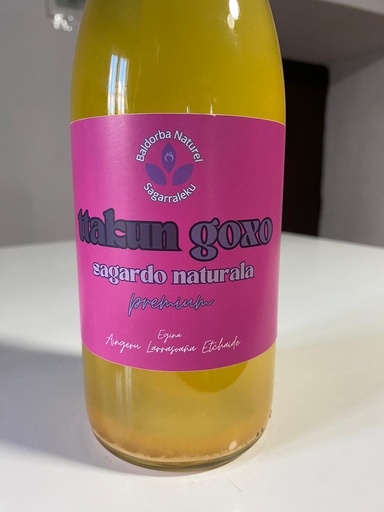 Baldorba Naturel
Sagarraleku
ttakun goxo
sagardo naturala
premium
Egina
Aingeru Larrasoaña Etchaide